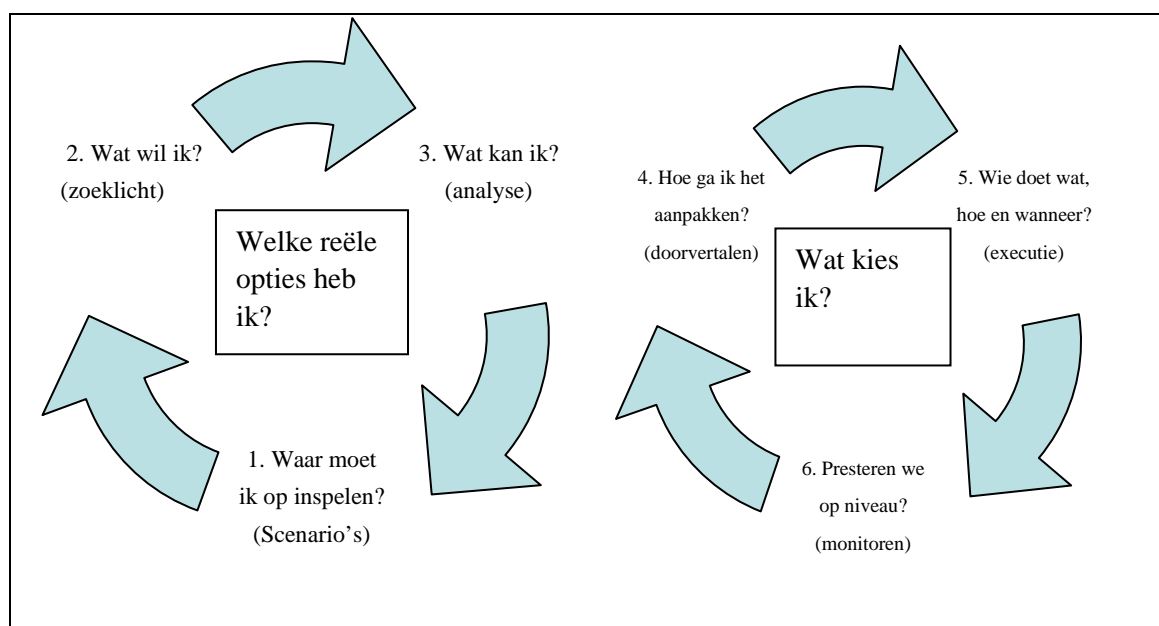 2. Wat wil ik?
(zoeklicht)
3. Wat kan ik?
(analyse)
Welke reële
opties heb
ik?
1. Waar moet
ik op inspelen?
(Scenario’s)
4. Hoe ga ik het
aanpakken?
(doorvertalen)
5. Wie doet wat,
hoe en wanneer?
(executie)
Wat kies
ik?
6. Presteren we
op niveau?
(monitoren)